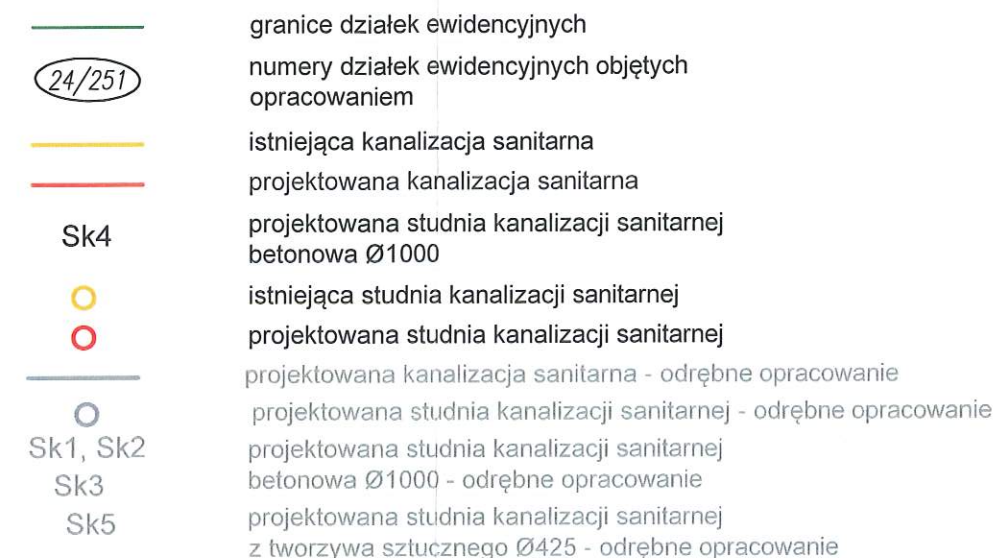 granice działek ewidencyjnych
24/251 numery działek ewidencyjnych objętych
opracowaniem
istniejąca kanalizacja sanitarna
projektowana kanalizacja sanitarna
Sk4 projektowana studnia kanalizacji sanitarnej
betonowa Ø1000
istniejąca studnia kanalizacji sanitarnej
projektowana studnia kanalizacji sanitarnej
projektowana kanalizacja sanitarna - odrębne opracowanie
projektowana studnia kanalizacji sanitarnej - odrębne opracowanie
Sk1, Sk2 projektowana studnia kanalizacji sanitarnej
Sk3 betonowa Ø1000 - odrębne opracowanie
Sk5 projektowana studnia kanalizacji sanitarnej
z tworzywa sztucznego Ø425 - odrębne opracowanie